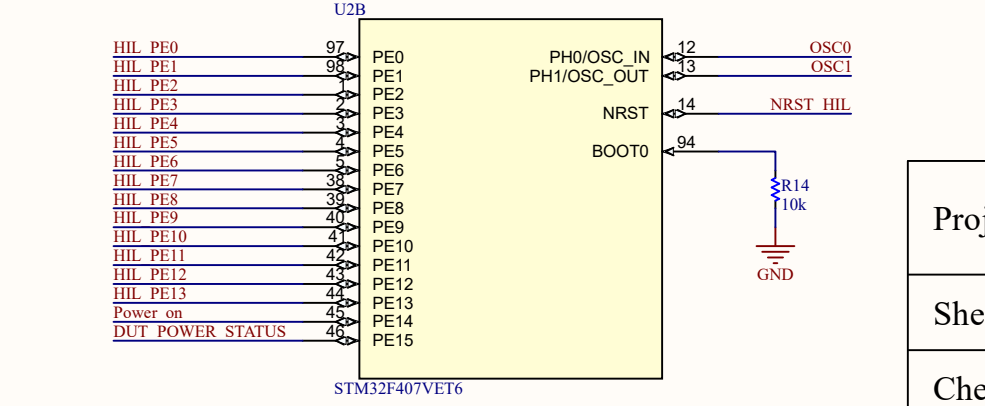 U2B
HIL_PE0 97 PE0 PH0/OSC_IN 12 OSC0
HIL_PE1 98 PE1 PH1/OSC_OUT 13 OSC1
HIL_PE2 1 PE2
HIL_PE3 2 PE3 NRST 14 NRST_HIL
HIL_PE4 3 PE4
HIL_PE5 4 PE5 BOOT0 94
HIL_PE6 5 PE6
HIL_PE7 38 PE7 R14
HIL_PE8 39 PE8 10k
HIL_PE9 40 PE9
HIL_PE10 41 PE10
HIL_PE11 42 PE11
HIL_PE12 43 PE12 GND
HIL_PE13 44 PE13
Power_on 45 PE14
DUT_POWER_STATUS 46 PE15
STM32F407VET6
Proj
She
Che